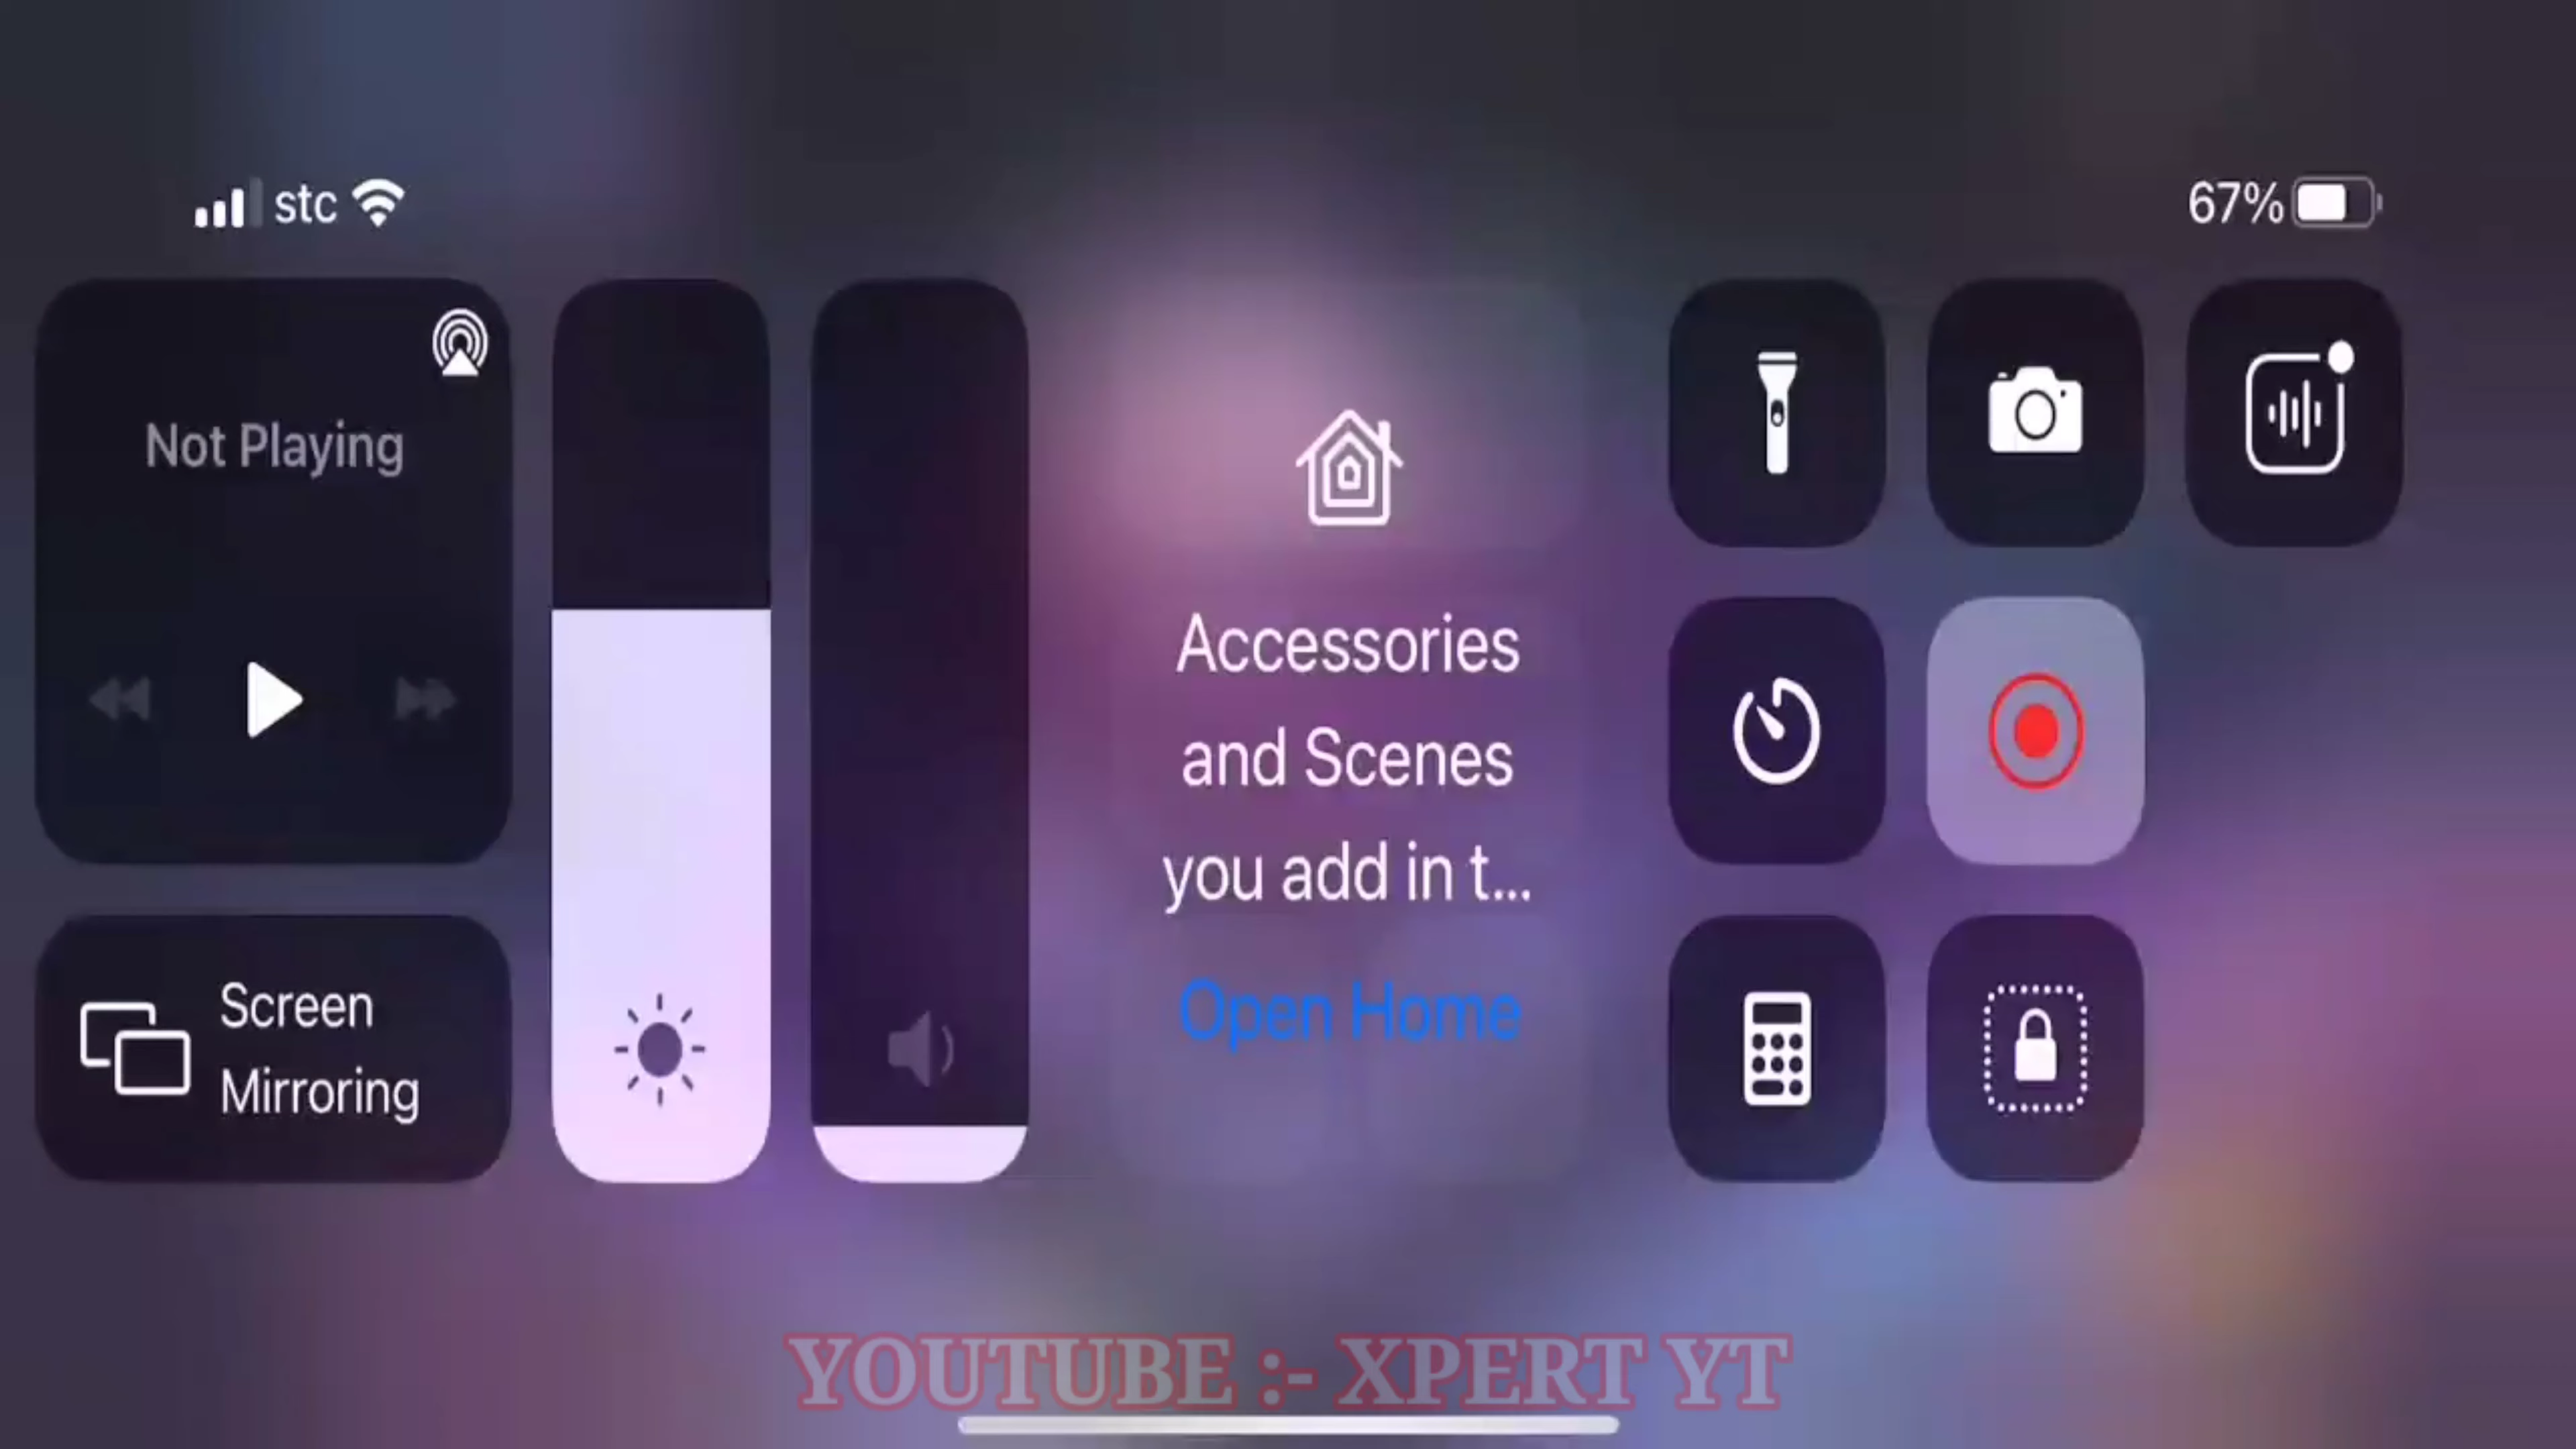 stc
67%
Not Playing
Screen
Mirroring
Accessories
and Scenes
you add in t...
Open Home
YOUTUBE :- XPERT YT